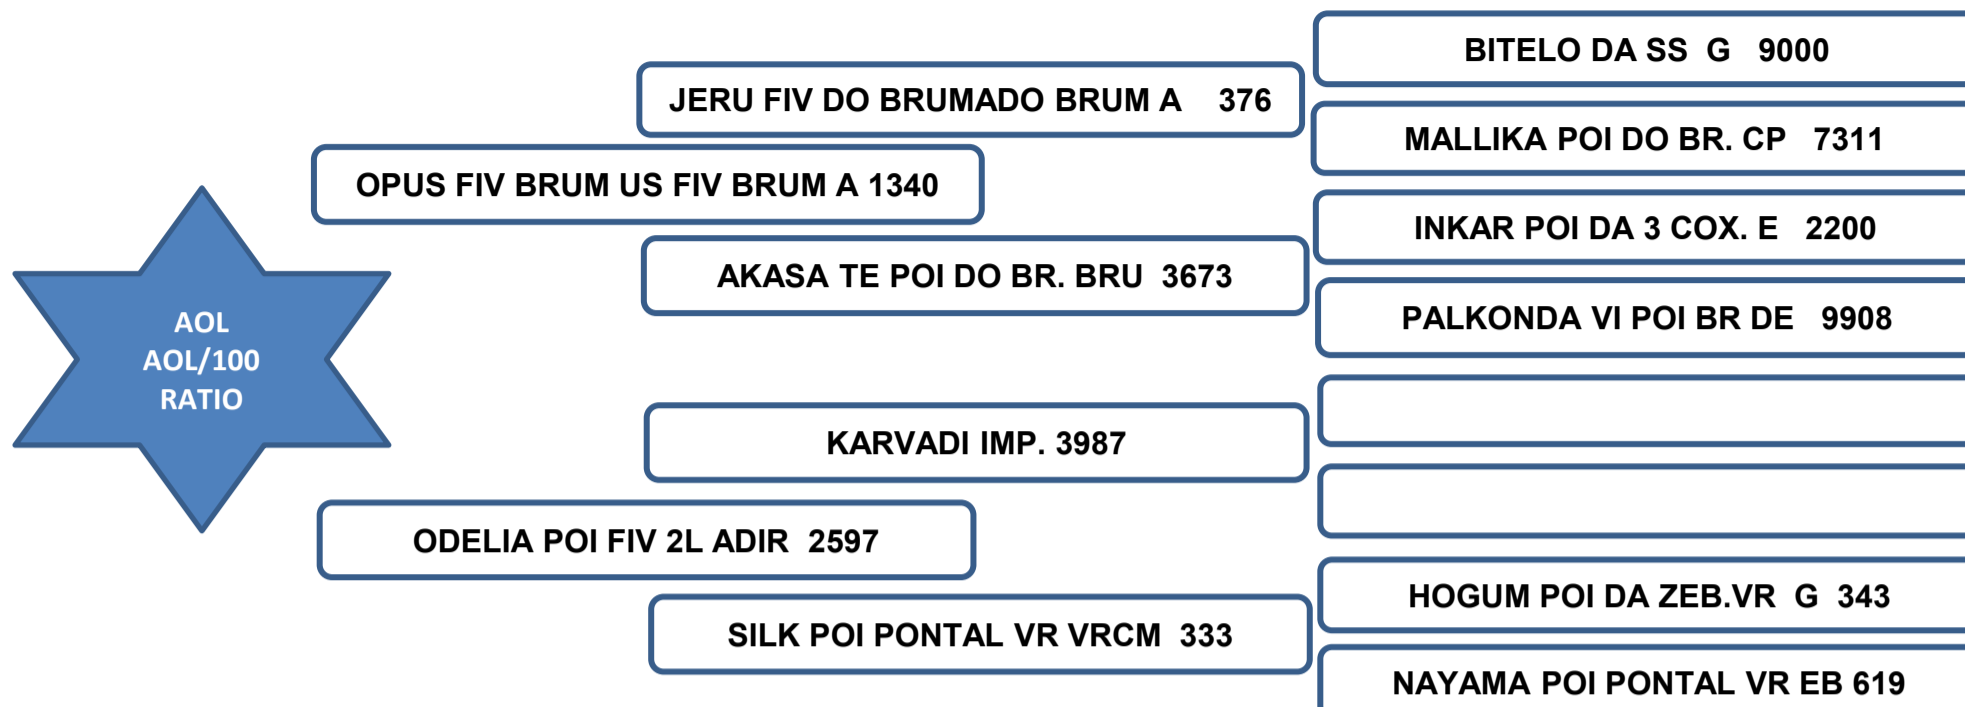 BITELO DA SS G 9000
JERU FIV DO BRUMADO BRUM A 376
MALLIKA POI DO BR. CP 7311
OPUS FIV BRUM US FIV BRUM A 1340
INKAR POI DA 3 COX. E 2200
AKASA TE POI DO BR. BRU 3673
PALKONDA VI POI BR DE 9908
AOL
AOL/100
RATIO
KARVADI IMP. 3987
ODELIA POI FIV 2L ADIR 2597
HOGUM POI DA ZEB.VR G 343
SILK POI PONTAL VR VRCM 333
NAYAMA POI PONTAL VR EB 619